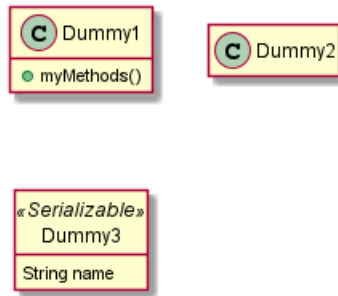 C Dummy1
myMethods()
C Dummy2
«Serializable»
Dummy3
String name